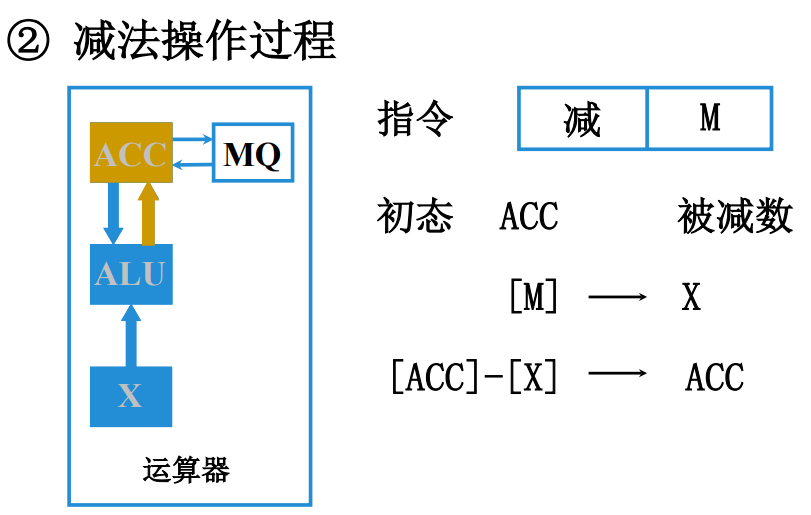 ② 减法操作过程
指令 减 M
ACC MQ
初态 ACC 被减数
ALU
[M] → X
[ACC]-[X] → ACC
X
运算器